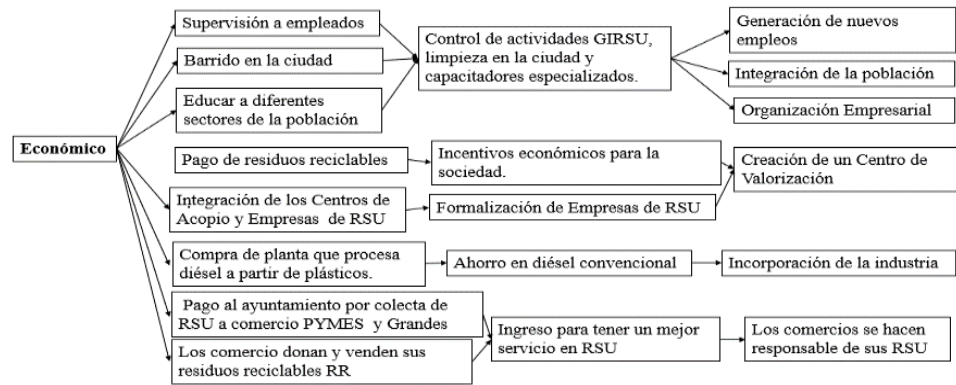 Económico
Supervisión a empleados
Barrido en la ciudad
Educar a diferentes
sectores de la población
Control de actividades GIRSU,
limpieza en la ciudad y
capacitadores especializados.
Generación de nuevos
empleos
Integración de la población
Organización Empresarial
Pago de residuos reciclables
Incentivos económicos para la
sociedad.
Creación de un Centro de
Valorización
Integración de los Centros de
Acopio y Empresas de RSU
Formalización de Empresas de RSU
Compra de planta que procesa
diésel a partir de plásticos.
Ahorro en diésel convencional
Incorporación de la industria
Pago al ayuntamiento por colecta de
RSU a comercio PYMES y Grandes
Los comercio donan y venden sus
residuos reciclables RR
Ingreso para tener un mejor
servicio en RSU
Los comercios se hacen
responsable de sus RSU